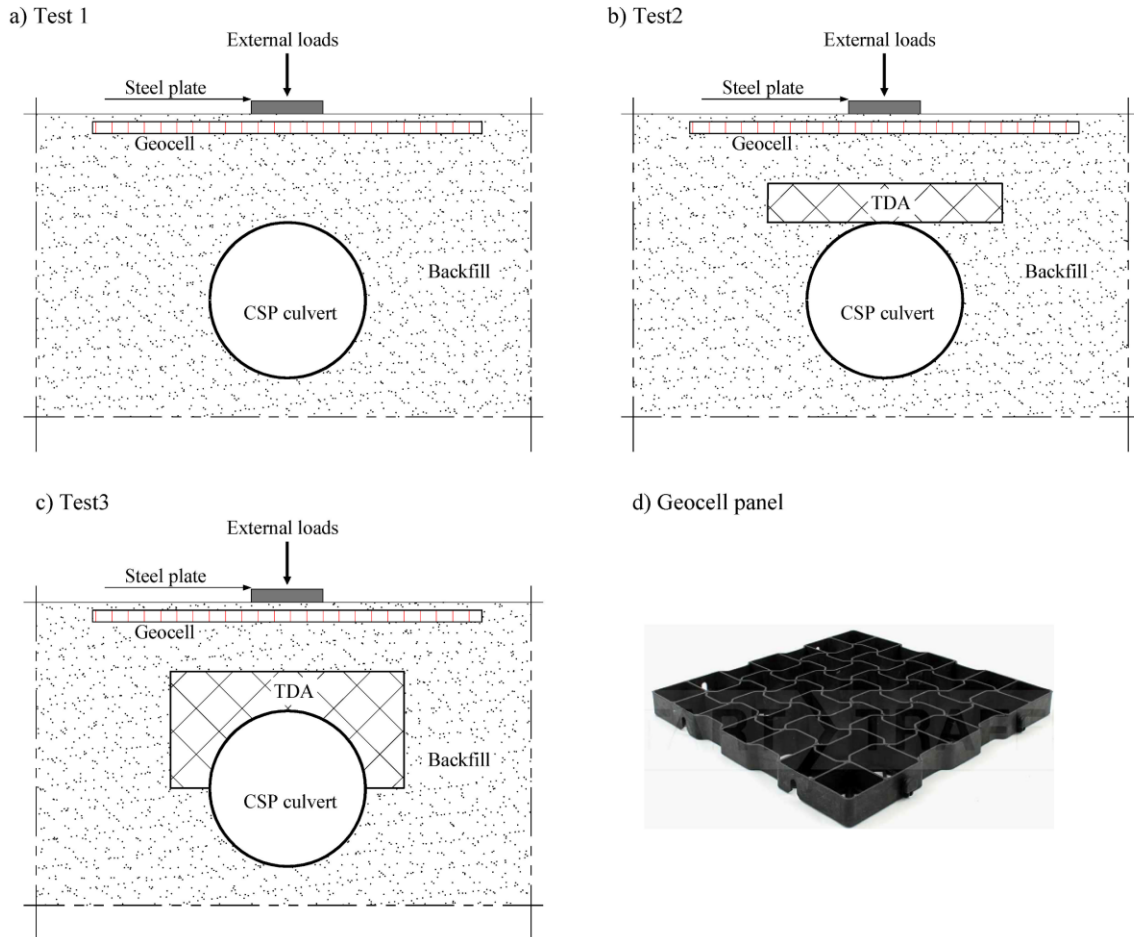 a) Test 1
External loads
Steel plate
Geocell
Backfill
CSP culvert
b) Test2
External loads
Steel plate
Geocell
TDA
Backfill
CSP culvert
c) Test3
External loads
Steel plate
Geocell
TDA
Backfill
CSP culvert
d) Geocell panel